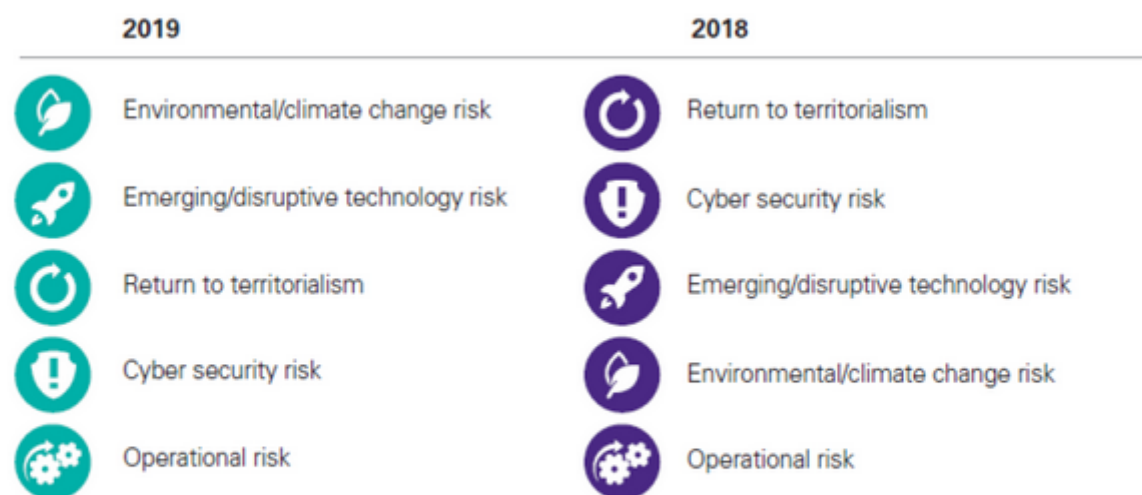 2019 2018
Environmental/climate change risk Return to territorialism
Emerging/disruptive technology risk Cyber security risk
Return to territorialism Emerging/disruptive technology risk
Cyber security risk Environmental/climate change risk
Operational risk Operational risk